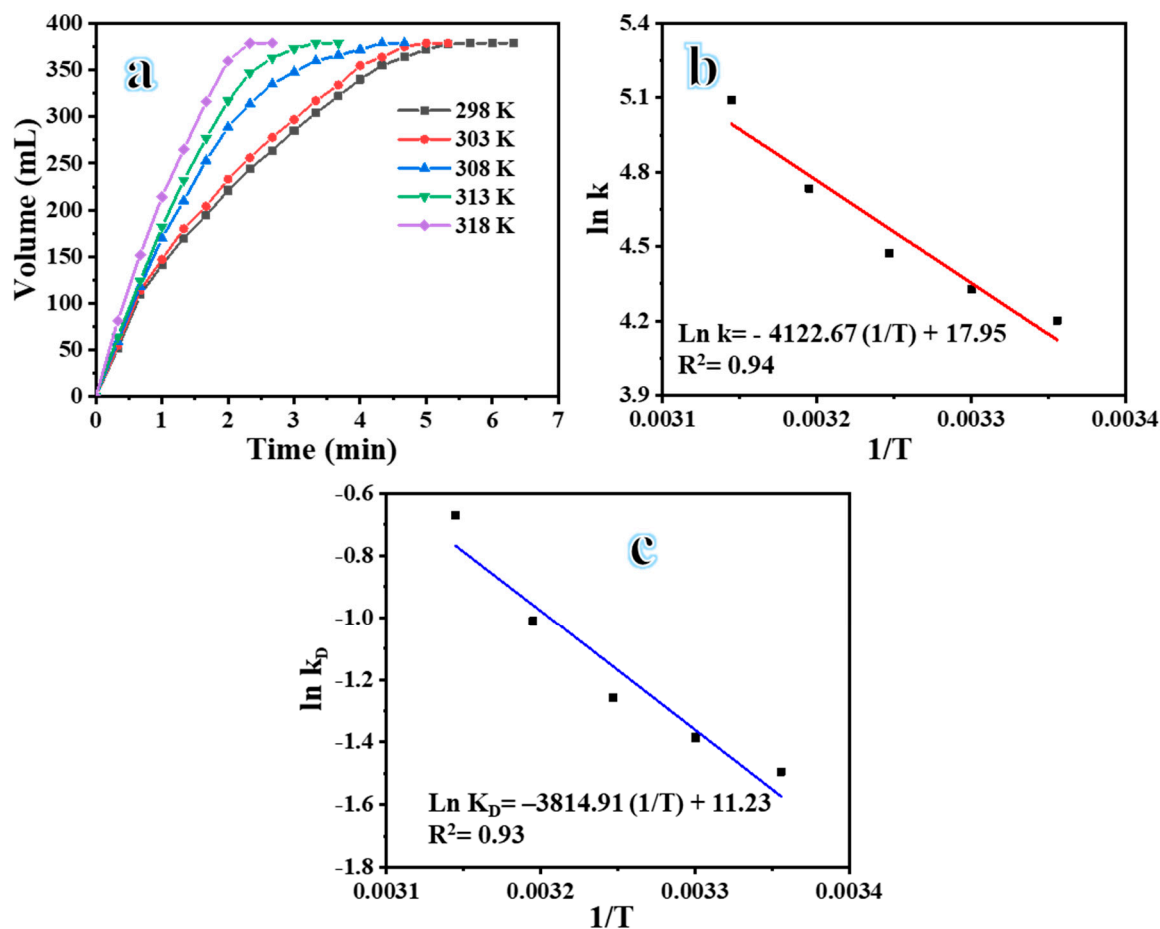 a
400
350
300
250
200
150
100
50
0
Volume (mL)
298 K
303 K
308 K
313 K
318 K
0 1 2 3 4 5 6 7
Time (min)
b
5.4
5.1
4.8
4.5
4.2
3.9
ln k
Ln k= - 4122.67 (1/T) + 17.95
R²= 0.94
0.0031 0.0032 0.0033 0.0034
1/T
c
-0.6
-0.8
-1.0
-1.2
-1.4
-1.6
-1.8
ln k_D
Ln K_D= –3814.91 (1/T) + 11.23
R²= 0.93
0.0031 0.0032 0.0033 0.0034
1/T